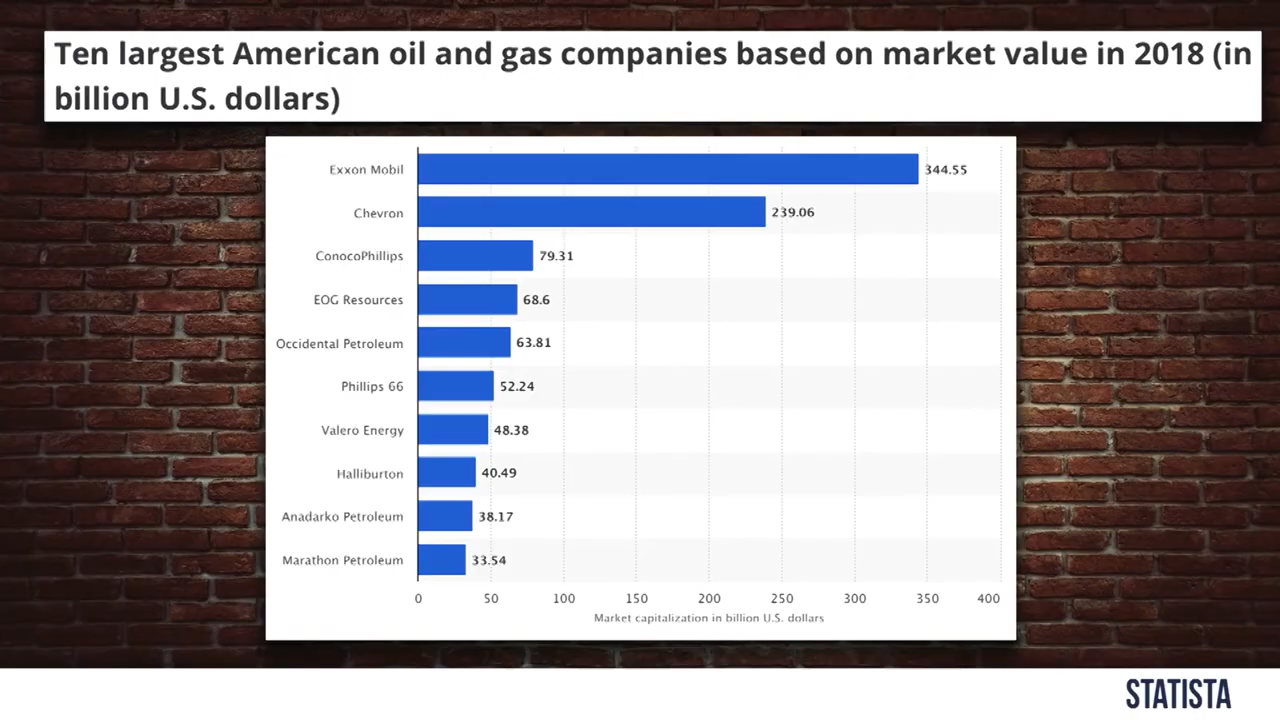 Ten largest American oil and gas companies based on market value in 2018 (in
billion U.S. dollars)
Exxon Mobil 344.55
Chevron 239.06
ConocoPhillips 79.31
EOG Resources 68.6
Occidental Petroleum 63.81
Phillips 66 52.24
Valero Energy 48.38
Halliburton 40.49
Anadarko Petroleum 38.17
Marathon Petroleum 33.54
0 50 100 150 200 250 300 350 400
Market capitalization in billion U.S. dollars
STATISTA